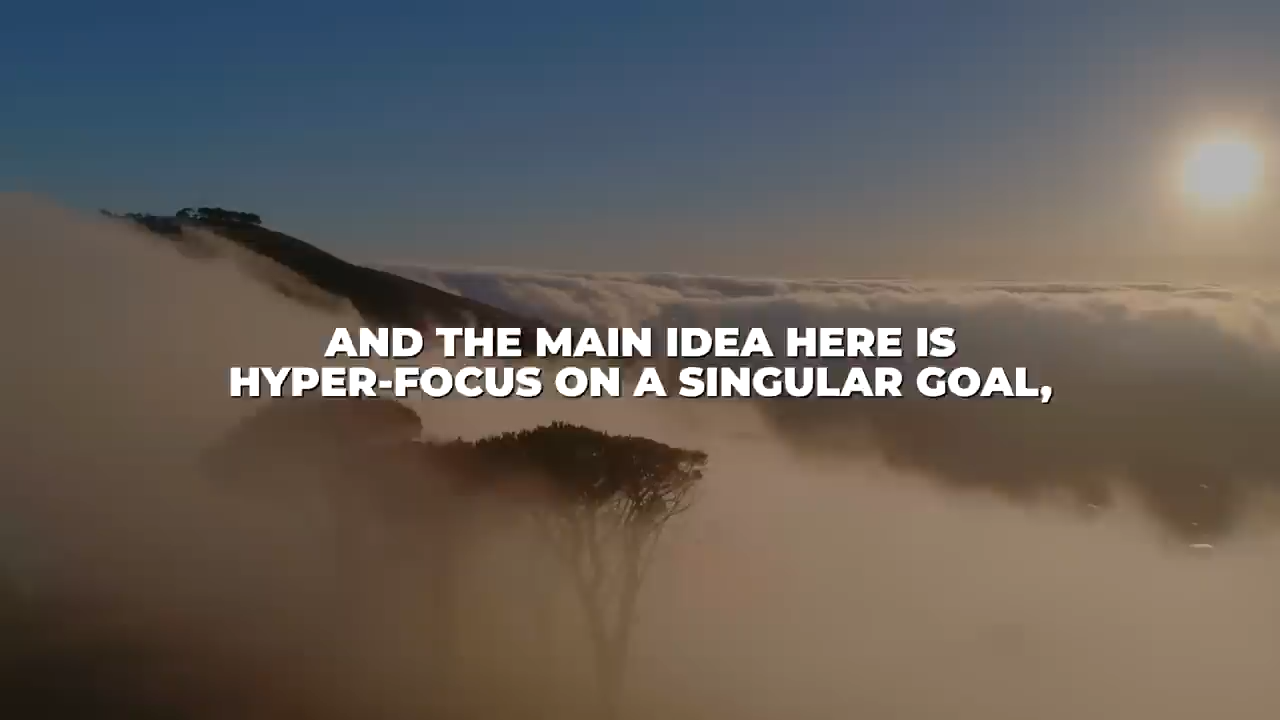 AND THE MAIN IDEA HERE IS
HYPER-FOCUS ON A SINGULAR GOAL,